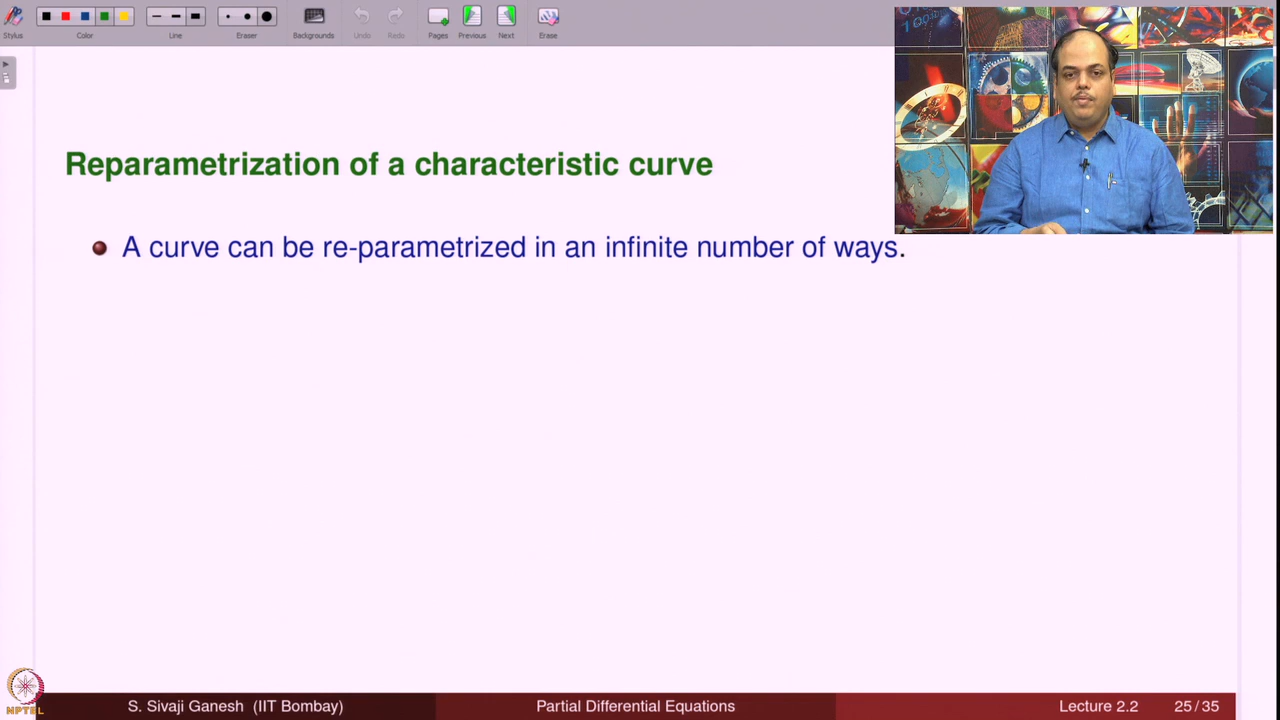 Stylus
Color
Line
Eraser
Backgrounds
Undo
Redo
Pages
Previous
Next
Erase
Reparametrization of a characteristic curve
A curve can be re-parametrized in an infinite number of ways.
NPTEL
S. Sivaji Ganesh (IIT Bombay)
Partial Differential Equations
Lecture 2.2
25/35